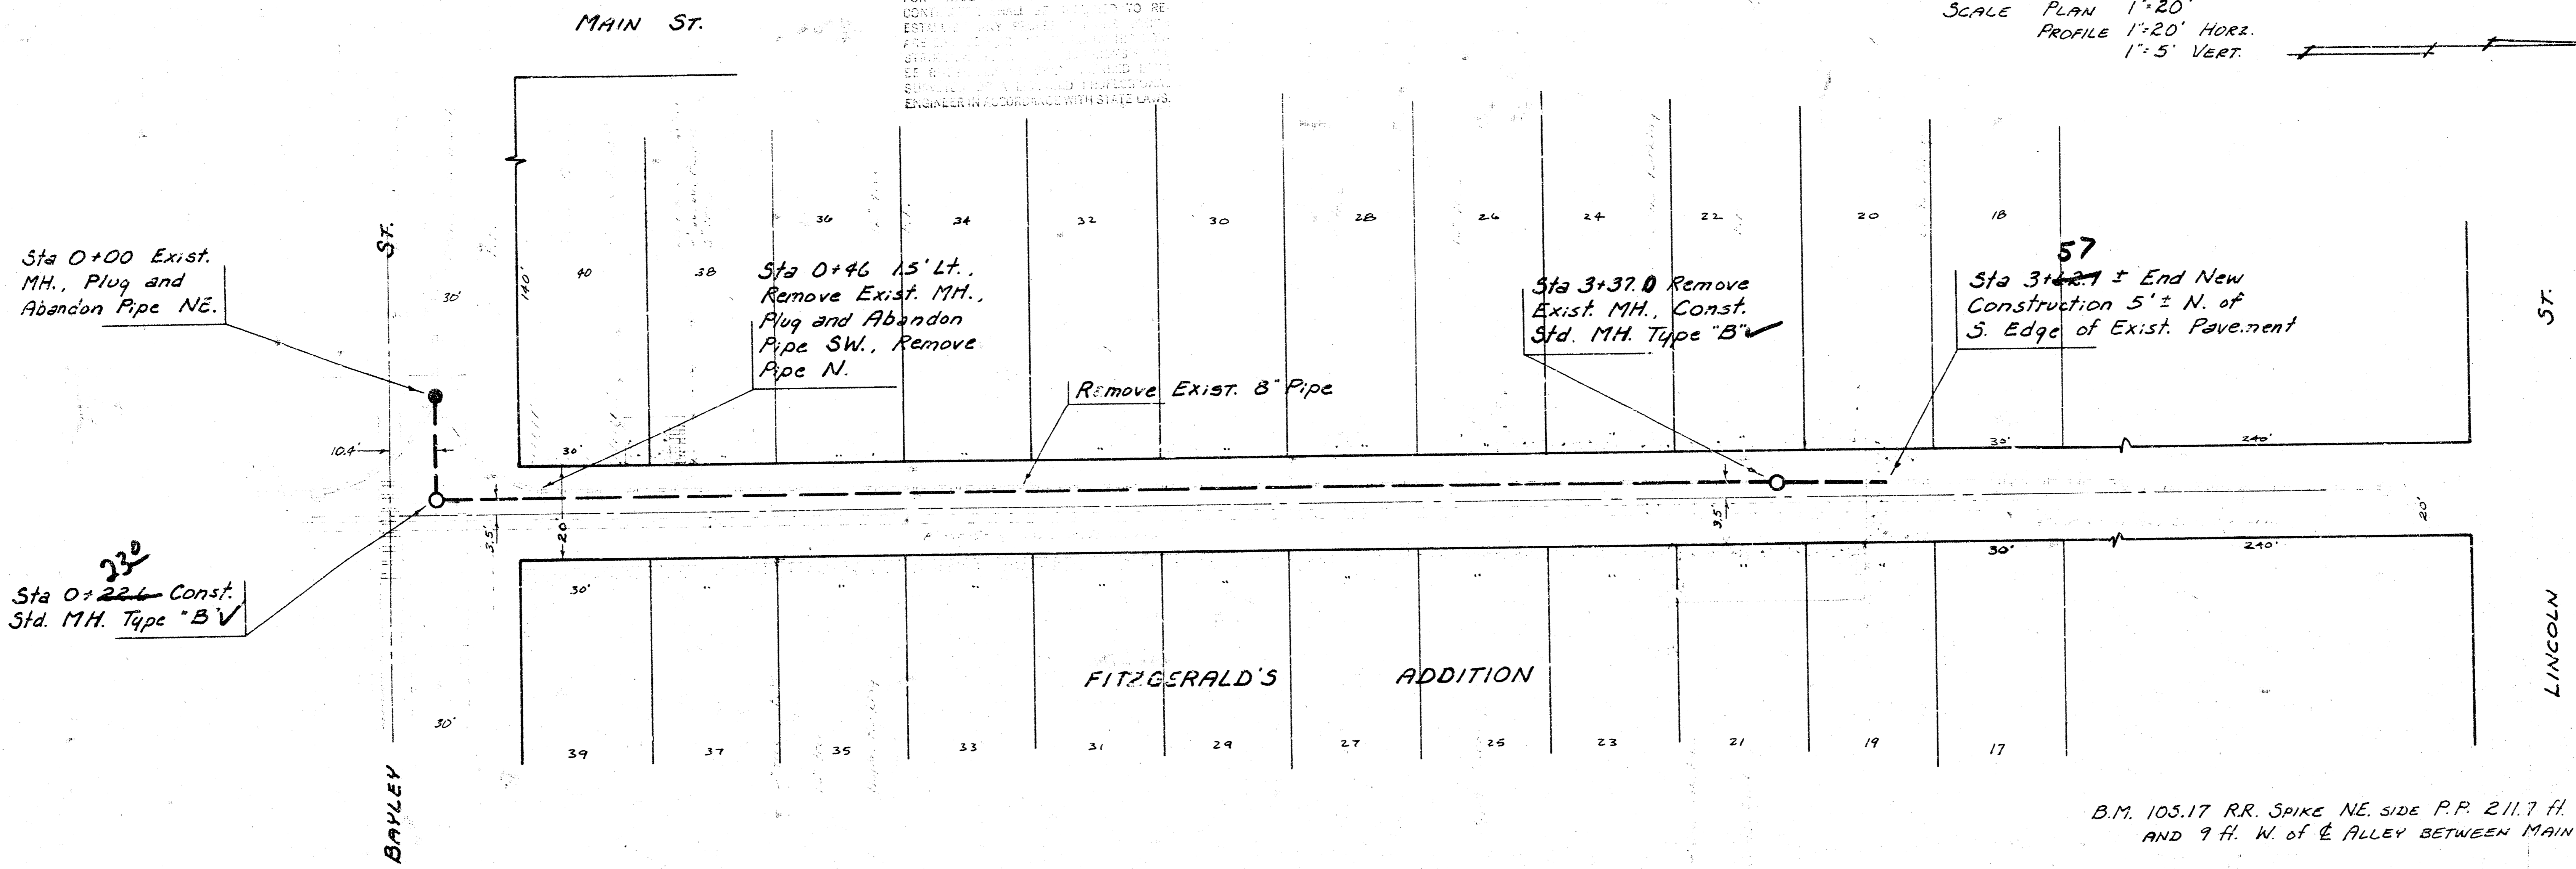 MAIN ST.
ENGINEER IN ACCORDANCE WITH STATE LAWS.
SCALE PLAN 1"=20'
PROFILE 1"=20' HORZ.
1"=5' VERT.
Sta 0+00 Exist.
MH., Plug and
Abandon Pipe NE.
ST.
30'
140'
40
38
36
34
32
30
28
26
24
22
20
18
Sta 0+46 1.5' Lt.,
Remove Exist. MH.,
Plug and Abandon
Pipe SW., Remove
Pipe N.
Remove Exist. 8" Pipe
Sta 3+37.0 Remove
Exist. MH., Const.
Std. MH. Type "B" ✓
57
Sta 3+62.9 ± End New
Construction 5' ± N. of
S. Edge of Exist. Pavement
ST.
10.4'
30'
30'
240'
3.5'
20'
3.5'
20'
23.0
Sta 0+22.6 Const.
Std. MH. Type "B" ✓
30'
30'
240'
FITZGERALD'S ADDITION
LINCOLN
30'
39
37
35
33
31
29
27
25
23
21
19
17
BAYLEY
B.M. 105.17 R.R. SPIKE NE. SIDE P.P. 211.7 ft.
AND 9 ft. W. of ℄ ALLEY BETWEEN MAIN